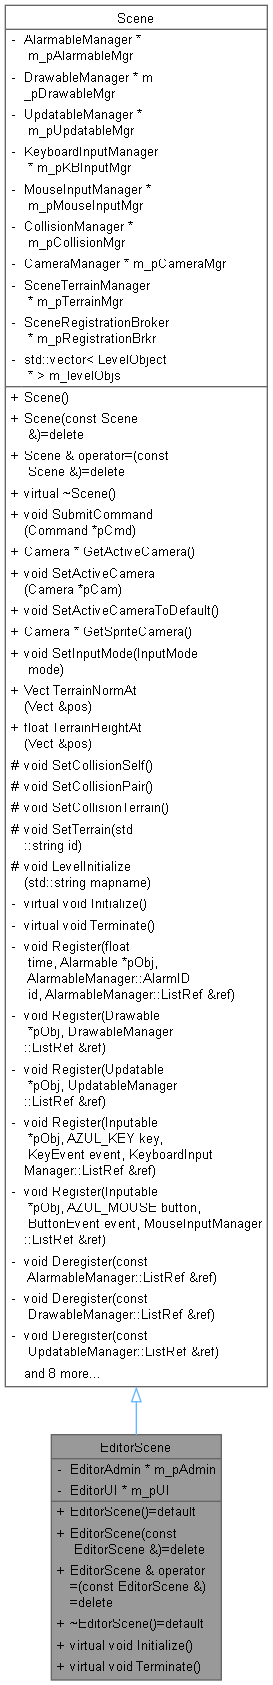 Scene
- AlarmableManager *
m_pAlarmableMgr
- DrawableManager * m
_pDrawableMgr
- UpdatableManager *
m_pUpdatableMgr
- KeyboardInputManager
* m_pKBInputMgr
- MouseInputManager *
m_pMouseInputMgr
- CollisionManager *
m_pCollisionMgr
- CameraManager * m_pCameraMgr
- SceneTerrainManager
* m_pTerrainMgr
- SceneRegistrationBroker
* m_pRegistrationBrkr
- std::vector< LevelObject
* > m_levelObjs
+ Scene()
+ Scene(const Scene
&)=delete
+ Scene & operator=(const
Scene &)=delete
+ virtual ~Scene()
+ void SubmitCommand
(Command *pCmd)
+ Camera * GetActiveCamera()
+ void SetActiveCamera
(Camera *pCam)
+ void SetActiveCameraToDefault()
+ Camera * GetSpriteCamera()
+ void SetInputMode(InputMode
mode)
+ Vect TerrainNormAt
(Vect &pos)
+ float TerrainHeightAt
(Vect &pos)
# void SetCollisionSelf()
# void SetCollisionPair()
# void SetCollisionTerrain()
# void SetTerrain(std
::string id)
# void LevelInitialize
(std::string mapname)
- virtual void Initialize()
- virtual void Terminate()
- void Register(float
time, Alarmable *pObj,
AlarmableManager::AlarmID
id, AlarmableManager::ListRef &ref)
- void Register(Drawable
*pObj, DrawableManager
::ListRef &ref)
- void Register(Updatable
*pObj, UpdatableManager
::ListRef &ref)
- void Register(Inputable
*pObj, AZUL_KEY key,
KeyEvent event, KeyboardInput
Manager::ListRef &ref)
- void Register(Inputable
*pObj, AZUL_MOUSE button,
ButtonEvent event, MouseInputManager
::ListRef &ref)
- void Deregister(const
AlarmableManager::ListRef &ref)
- void Deregister(const
DrawableManager::ListRef &ref)
- void Deregister(const
UpdatableManager::ListRef &ref)
and 8 more...
EditorScene
- EditorAdmin * m_pAdmin
- EditorUI * m_pUI
+ EditorScene()=default
+ EditorScene(const
EditorScene &)=delete
+ EditorScene & operator
=(const EditorScene &)
=delete
+ ~EditorScene()=default
+ virtual void Initialize()
+ virtual void Terminate()